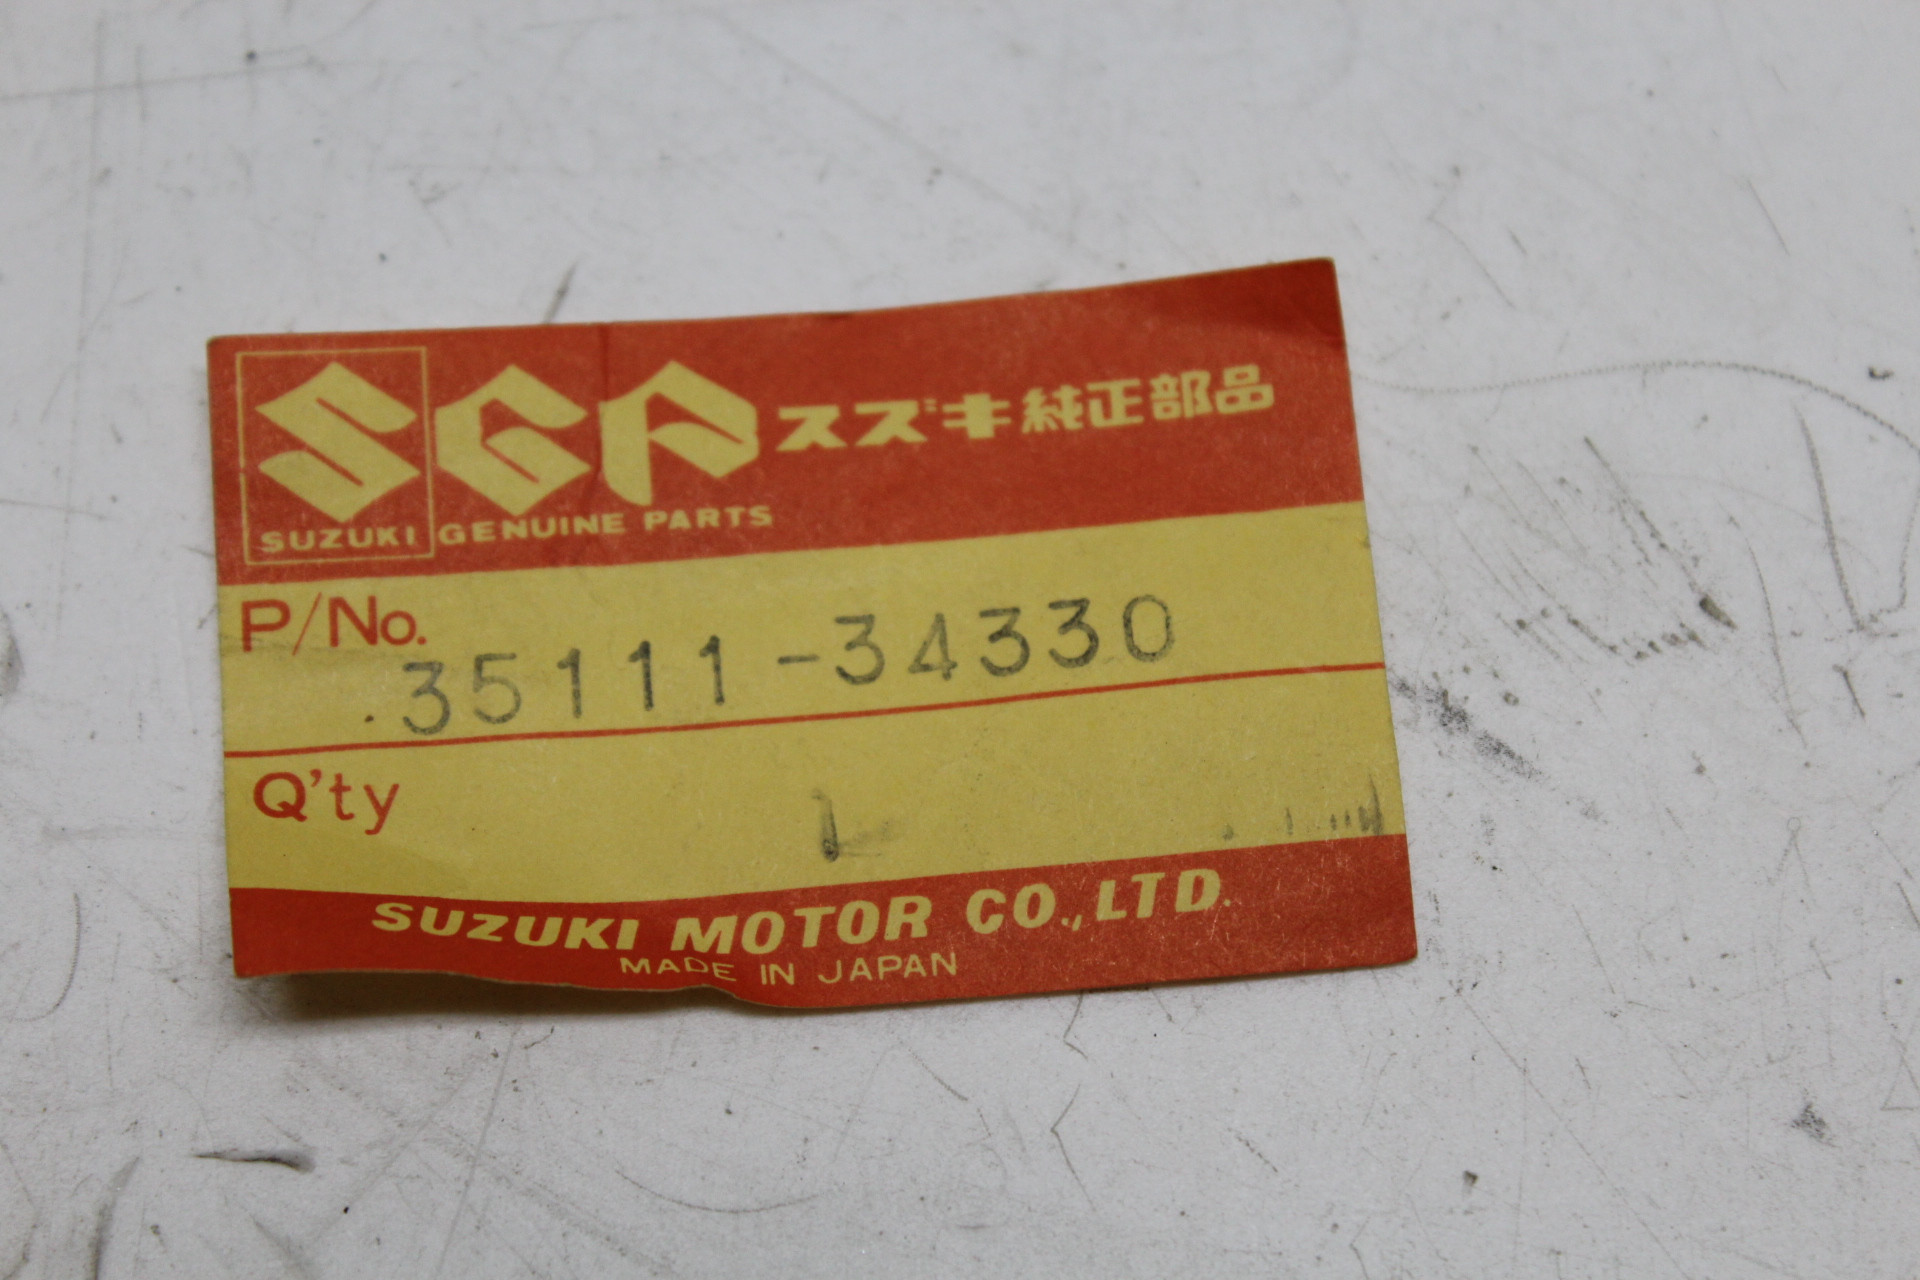 SGP スズキ純正部品
SUZUKI GENUINE PARTS
P/No. 35111-34330
Q'ty 1
SUZUKI MOTOR CO., LTD.
MADE IN JAPAN